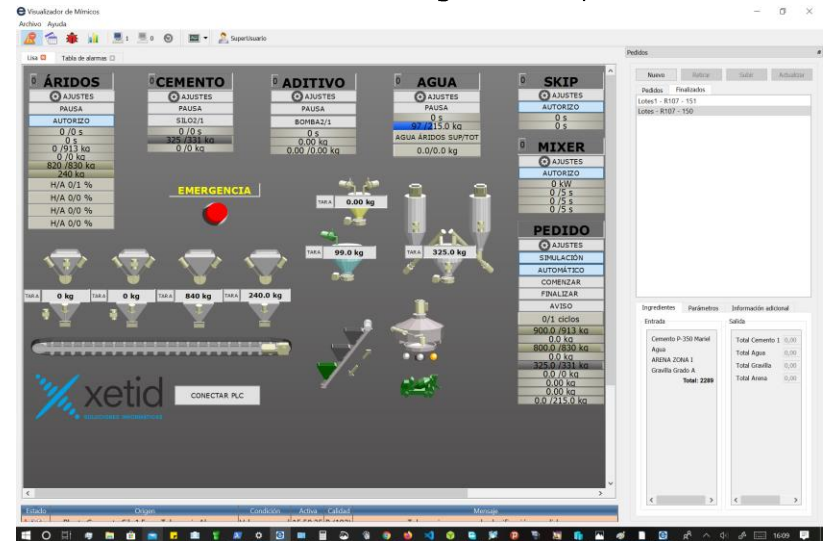 Visualizador de Mímicos
Archivo Ayuda
1 0 SuperUsuario
Lisa Tabla de alarmas
0 ÁRIDOS
AJUSTES
PAUSA
AUTORIZO
0 /0 s
0 s
0 /913 kg
0 /0 kg
820 /830 kg
240 kg
H/A 0/1 %
H/A 0/0 %
H/A 0/0 %
H/A 0/0 %
0 CEMENTO
AJUSTES
PAUSA
SILO2/1
0 /0 s
325 /331 kg
0 /0 kg
0 ADITIVO
AJUSTES
PAUSA
BOMBA2/1
0 s
0.00 kg
0.00 /0.00 kg
0 AGUA
AJUSTES
PAUSA
0 s
97 /215.0 kg
AGUA ÁRIDOS SUP/TOT
0.0/0.0 kg
0 SKIP
AJUSTES
AUTORIZO
0 s
0 s
0 MIXER
AJUSTES
AUTORIZO
0 kW
0 /5 s
0 /5 s
0 /5 s
PEDIDO
AJUSTES
SIMULACIÓN
AUTOMÁTICO
COMENZAR
FINALIZAR
AVISO
0/1 ciclos
900.0 /913 kg
0.0 kg
800.0 /830 kg
0.0 kg
325.0 /331 kg
0.0 /0 kg
0.00 kg
0.00 kg
0.0 /215.0 kg
EMERGENCIA
TARA 0.00 kg
TARA 99.0 kg
TARA 325.0 kg
TARA 0 kg TARA 0 kg TARA 840 kg TARA 240.0 kg
xetid
SOLUCIONES INFORMÁTICAS
CONECTAR PLC
Pedidos
Nuevo Retirar Subir Actualizar
Pedidos Finalizados
Lotes1 - R107 - 151
Lotes - R107 - 150
Ingredientes Parámetros Información adicional
Entrada
Cemento P-350 Mariel
Agua
ARENA ZONA 1
Gravilla Grado A
Total: 2289
Salida
Total Cemento 1 0,00
Total Agua 0,00
Total Gravilla 0,00
Total Arena 0,00
Estado Origen Condición Activa Calidad Mensaje
16:09